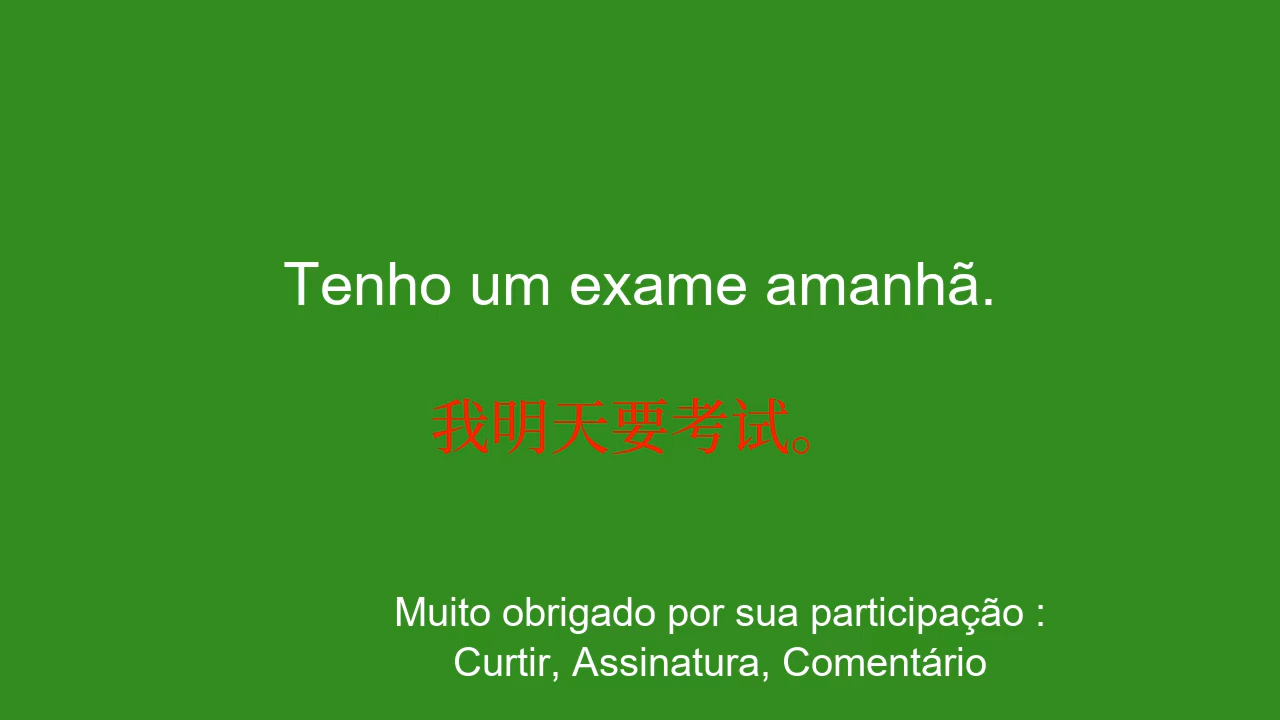 Tenho um exame amanhã.
我明天要考试。
Muito obrigado por sua participação :
Curtir, Assinatura, Comentário